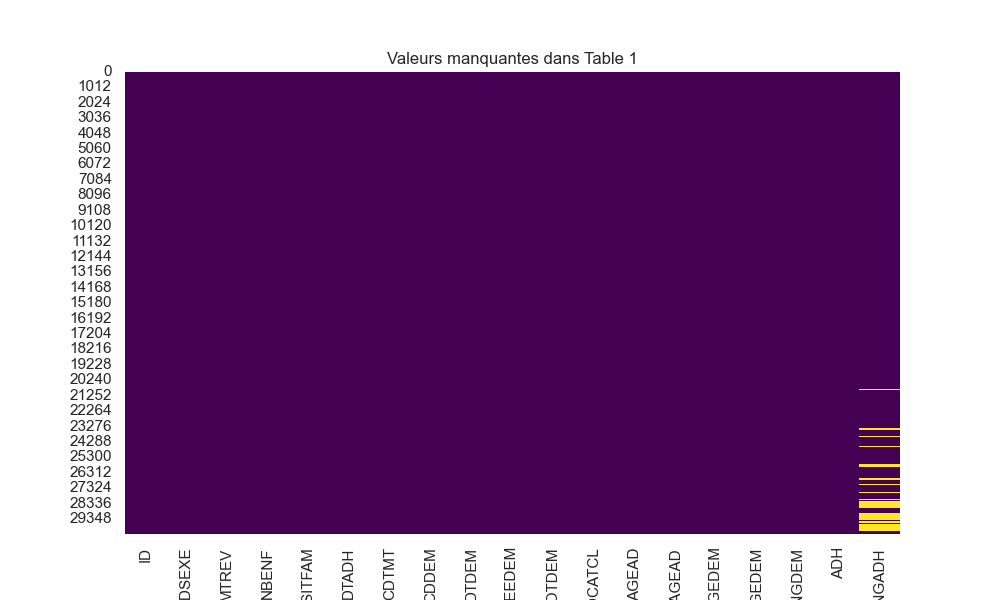 Valeurs manquantes dans Table 1
0
1012
2024
3036
4048
5060
6072
7084
8096
9108
10120
11132
12144
13156
14168
15180
16192
17204
18216
19228
20240
21252
22264
23276
24288
25300
26312
27324
28336
29348
ID
DSEXE
MTREV
NBENF
SITFAM
DTADH
CDTMT
CDDEM
DTDEM
EEDEM
DTDEM
CATCL
AGEAD
AGEAD
GEDEM
GEDEM
NGDEM
ADH
NGADH